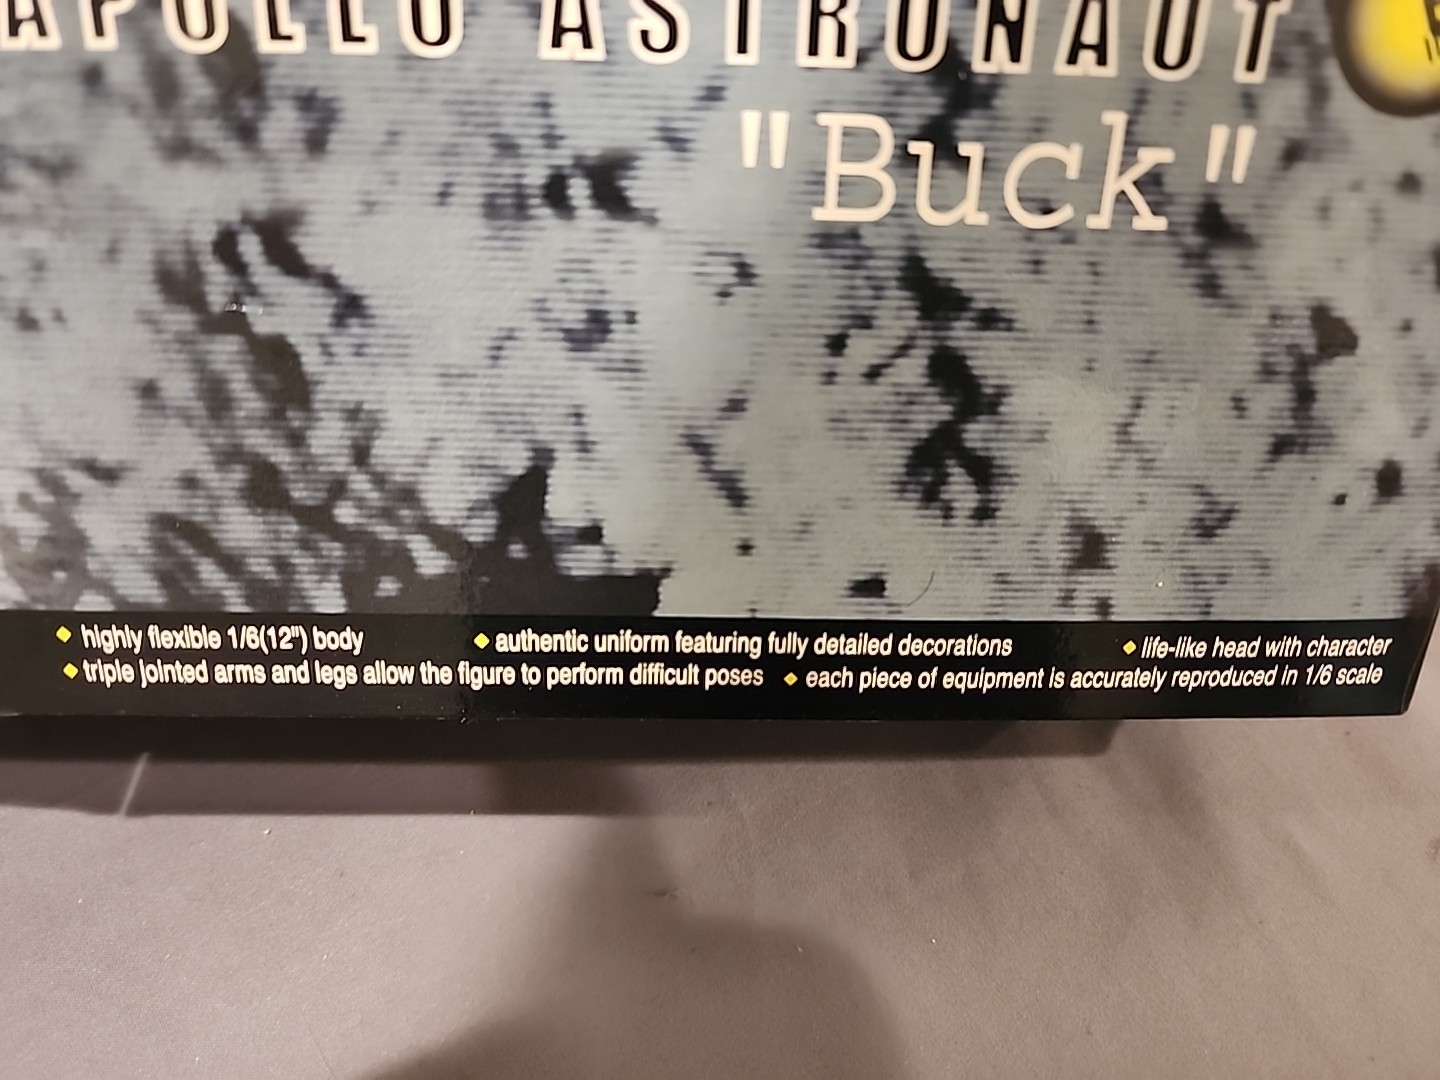 APOLLO ASTRONAUT
"Buck"
highly flexible 1/6(12") body
authentic uniform featuring fully detailed decorations
life-like head with character
triple jointed arms and legs allow the figure to perform difficult poses
each piece of equipment is accurately reproduced in 1/6 scale